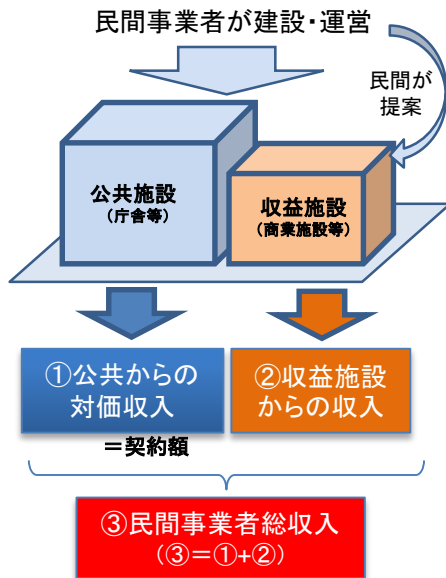 民間事業者が建設・運営
民間が
提案
公共施設
（庁舎等）
収益施設
（商業施設等）
①公共からの
対価収入
②収益施設
からの収入
＝契約額
③民間事業者総収入
（③＝①+②）